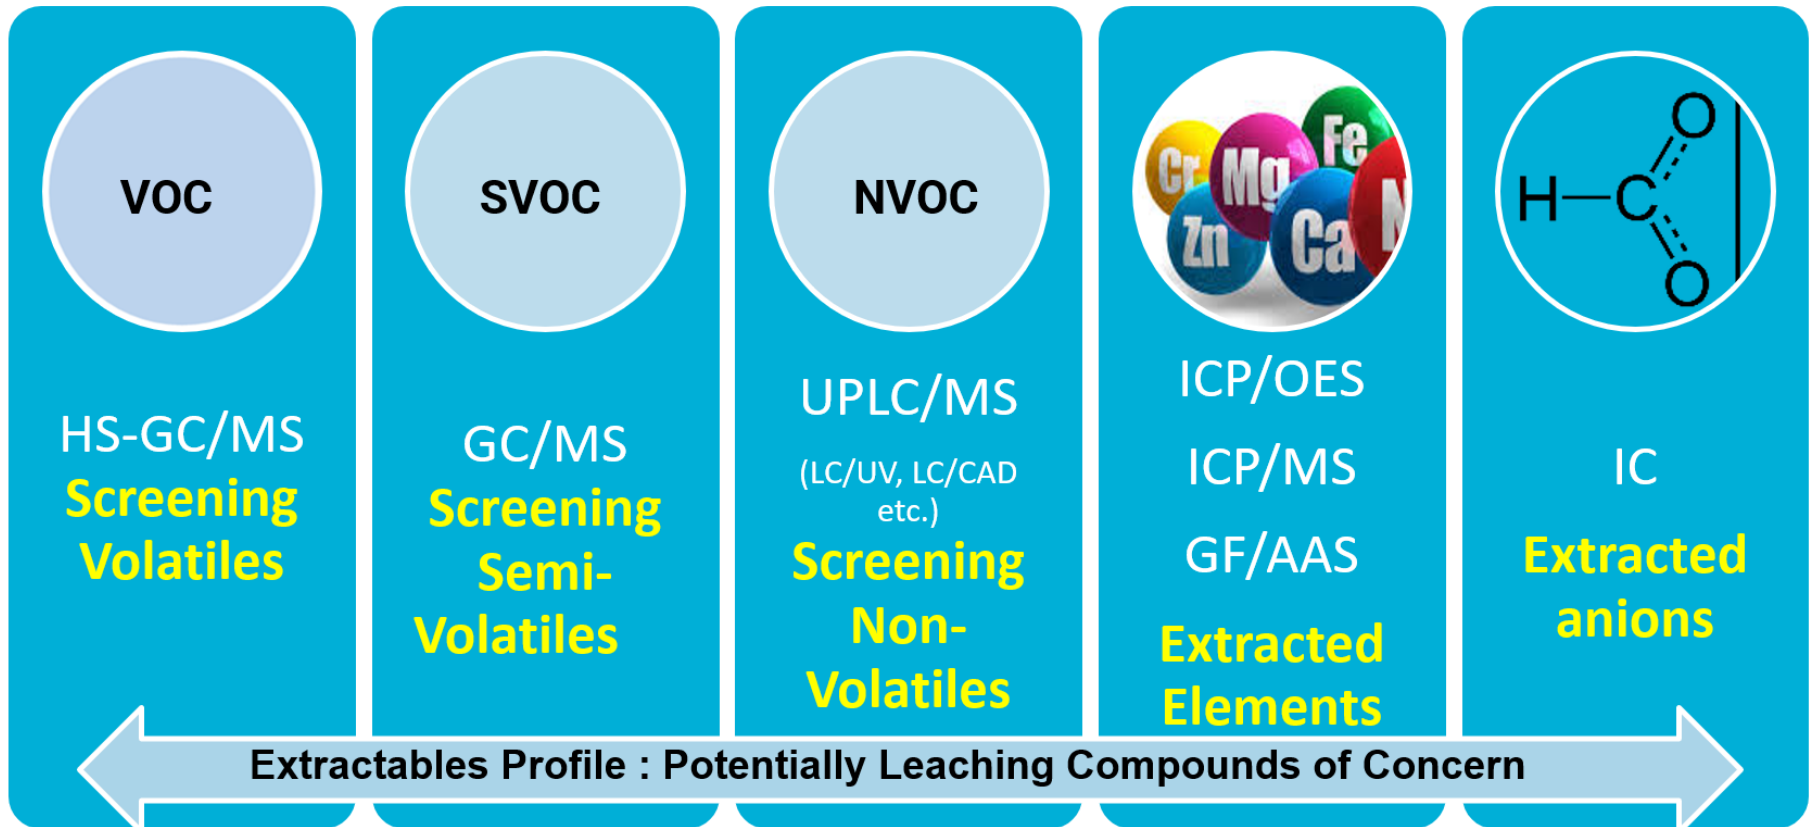 VOC
HS-GC/MS
Screening
Volatiles
SVOC
GC/MS
Screening
Semi-
Volatiles
NVOC
UPLC/MS
(LC/UV, LC/CAD
etc.)
Screening
Non-
Volatiles
Cr
Mg
Fe
Zn
Ca
N
ICP/OES
ICP/MS
GF/AAS
Extracted
Elements
O
H—C
O
IC
Extracted
anions
Extractables Profile : Potentially Leaching Compounds of Concern